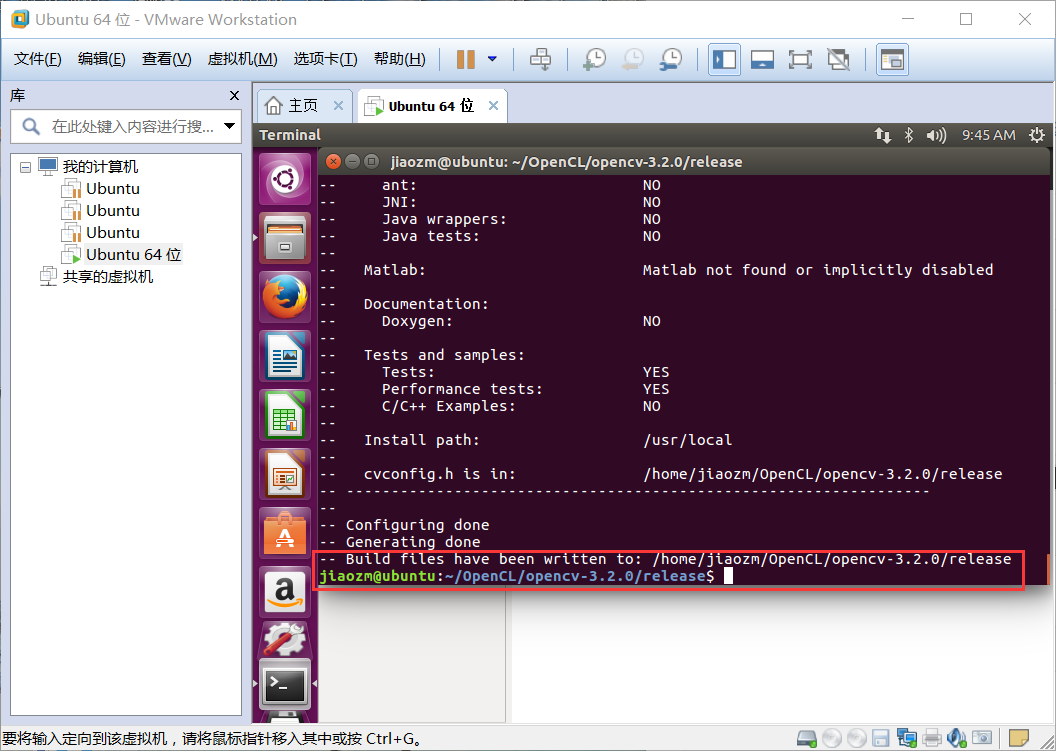 Ubuntu 64 位 - VMware Workstation
文件(F) 编辑(E) 查看(V) 虚拟机(M) 选项卡(T) 帮助(H)
库
在此处键入内容进行搜...
我的计算机
Ubuntu
Ubuntu
Ubuntu
Ubuntu 64 位
共享的虚拟机
主页
Ubuntu 64 位
Terminal
9:45 AM
jiaozm@ubuntu: ~/OpenCL/opencv-3.2.0/release
-- ant: NO
-- JNI: NO
-- Java wrappers: NO
-- Java tests: NO
--
-- Matlab: Matlab not found or implicitly disabled
--
-- Documentation:
-- Doxygen: NO
--
-- Tests and samples:
-- Tests: YES
-- Performance tests: YES
-- C/C++ Examples: NO
--
-- Install path: /usr/local
--
-- cvconfig.h is in: /home/jiaozm/OpenCL/opencv-3.2.0/release
-- -----------------------------------------------------------------
--
-- Configuring done
-- Generating done
-- Build files have been written to: /home/jiaozm/OpenCL/opencv-3.2.0/release
jiaozm@ubuntu:~/OpenCL/opencv-3.2.0/release$
要将输入定向到该虚拟机，请将鼠标指针移入其中或按 Ctrl+G。